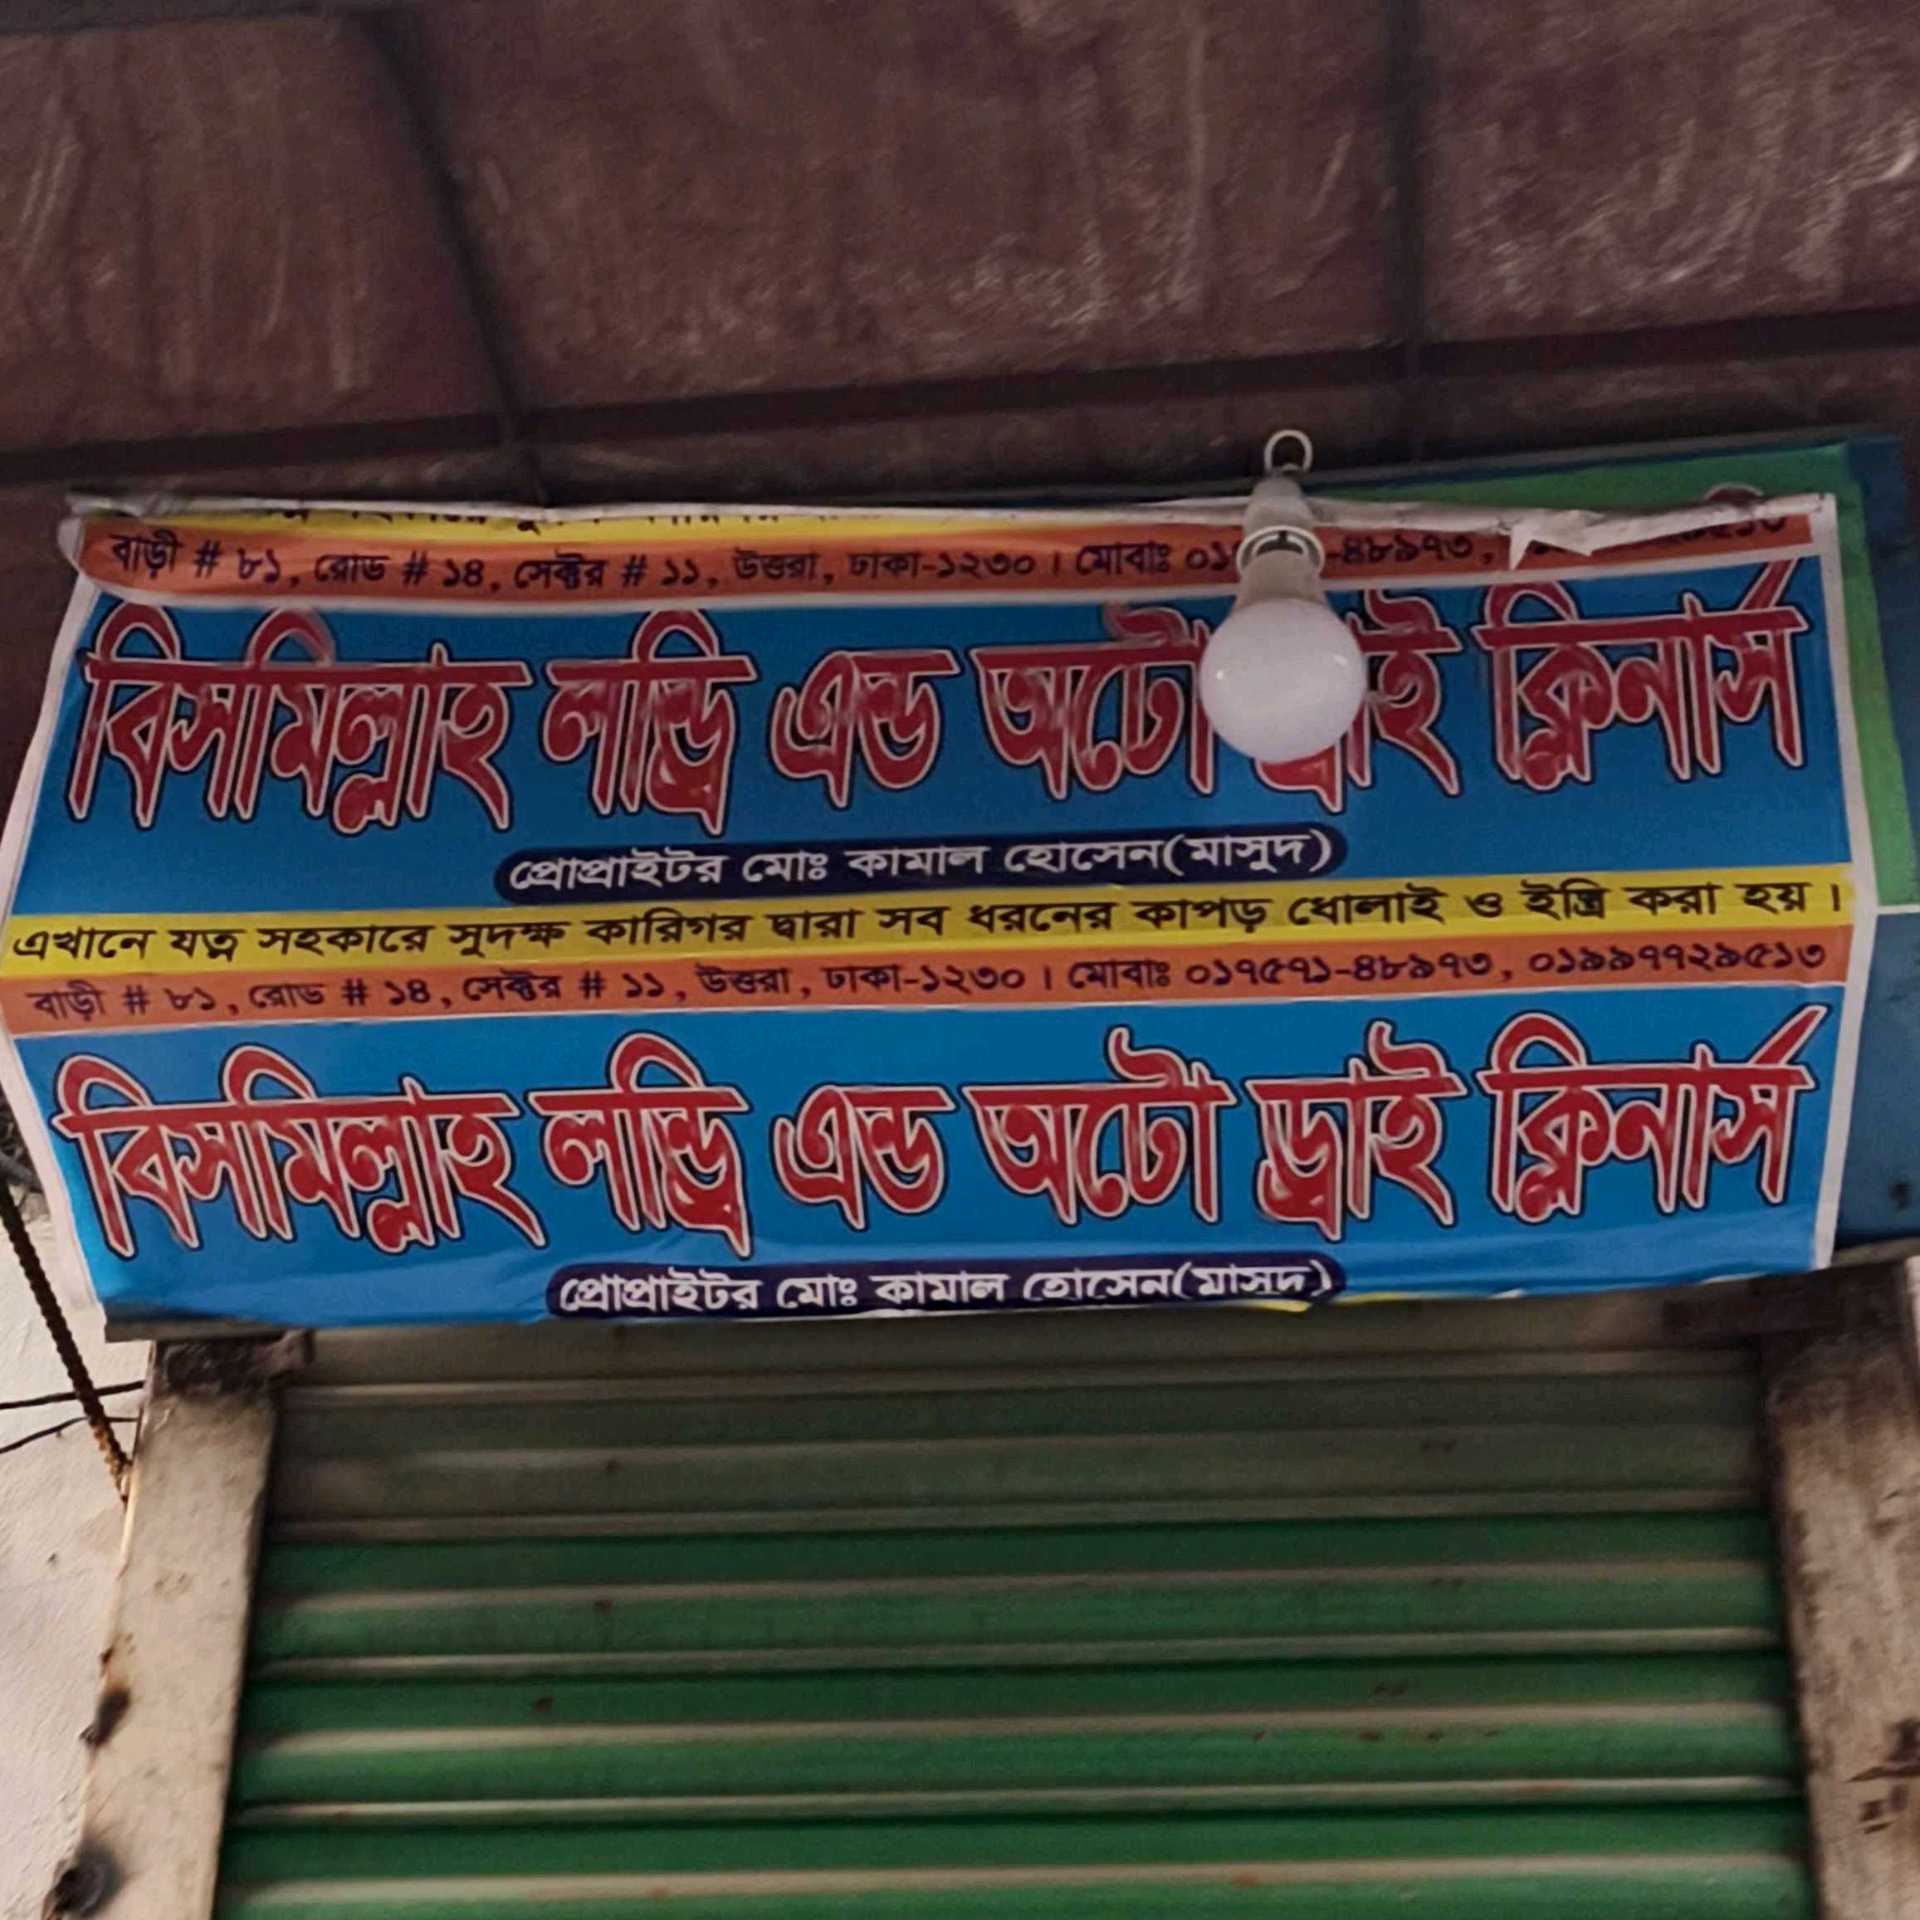 বাড়ী # ৮১, রোড # ১৪, সেক্টর # ১১, উত্তরা, ঢাকা-১২৩০ । মোবাঃ
বিসমিল্লাহ লন্ড্রি এন্ড অটো ড্রাই ক্লিনার্স
প্রোপ্রাইটর মোঃ কামাল হোসেন(মাসুদ)
এখানে যত্ন সহকারে সুদক্ষ কারিগর দ্বারা সব ধরনের কাপড় ধোলাই ও ইস্ত্রি করা হয় ।
বাড়ী # ৮১, রোড # ১৪, সেক্টর # ১১, উত্তরা, ঢাকা-১২৩০ । মোবাঃ ০১৭৫৭১-৪৮৯৭৩, ০১৯৯৭৭২৯৫১৩
বিসমিল্লাহ লন্ড্রি এন্ড অটো ড্রাই ক্লিনার্স
প্রোপ্রাইটর মোঃ কামাল হোসেন(মাসুদ)